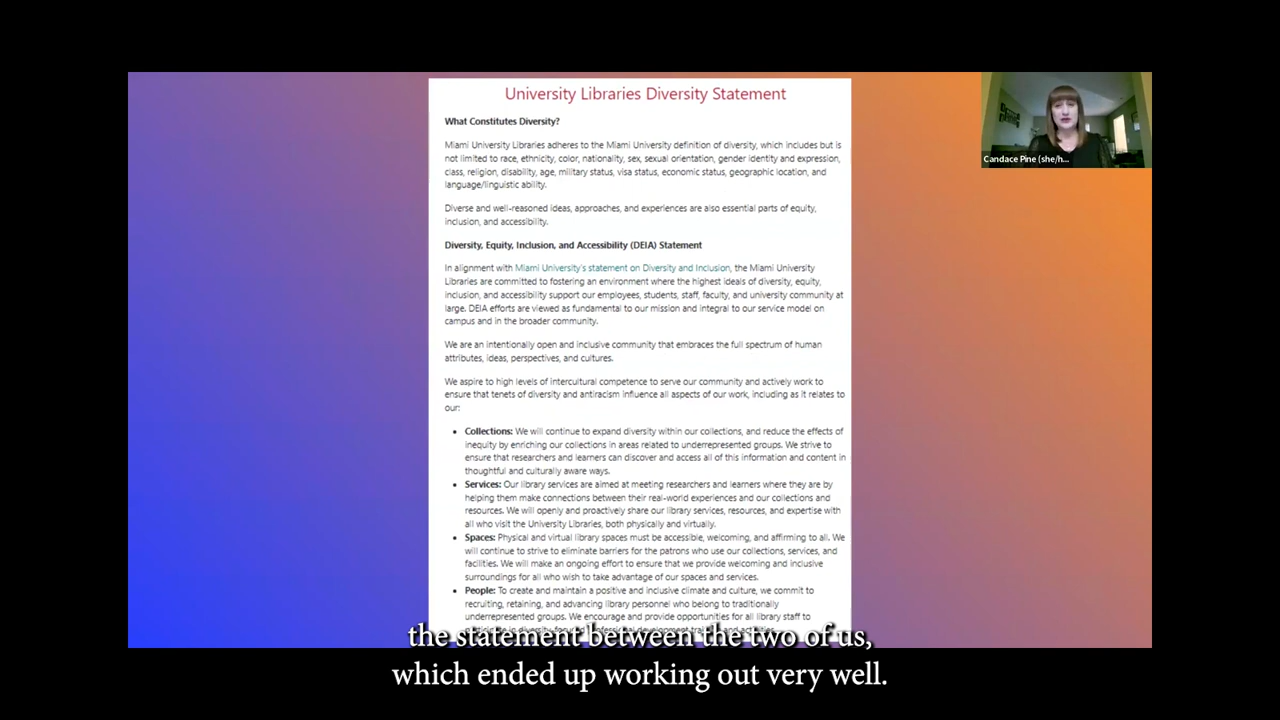 University Libraries Diversity Statement
What Constitutes Diversity?
Miami University Libraries adheres to the Miami University definition of diversity, which includes but is
not limited to race, ethnicity, color, nationality, sex, sexual orientation, gender identity and expression,
class, religion, disability, age, military status, visa status, economic status, geographic location, and
language/linguistic ability.
Diverse and well-reasoned ideas, approaches, and experiences are also essential parts of equity,
inclusion, and accessibility.
Diversity, Equity, Inclusion, and Accessibility (DEIA) Statement
In alignment with Miami University's statement on Diversity and Inclusion, the Miami University
Libraries are committed to fostering an environment where the highest ideals of diversity, equity,
inclusion, and accessibility support our employees, students, staff, faculty, and university community at
large. DEIA efforts are viewed as fundamental to our mission and integral to our service model on
campus and in the broader community.
We are an intentionally open and inclusive community that embraces the full spectrum of human
attributes, ideas, perspectives, and cultures.
We aspire to high levels of intercultural competence to serve our community and actively work to
ensure that tenets of diversity and antiracism influence all aspects of our work, including as it relates to
our:
• Collections: We will continue to expand diversity within our collections, and reduce the effects of
inequity by enriching our collections in areas related to underrepresented groups. We strive to
ensure that researchers and learners can discover and access all of this information and content in
thoughtful and culturally aware ways.
• Services: Our library services are aimed at meeting researchers and learners where they are by
helping them make connections between their real-world experiences and our collections and
resources. We will openly and proactively share our library services, resources, and expertise with
all who visit the University Libraries, both physically and virtually.
• Spaces: Physical and virtual library spaces must be accessible, welcoming, and affirming to all. We
will continue to strive to eliminate barriers for the patrons who use our collections, services, and
facilities. We will make an ongoing effort to ensure that we provide welcoming and inclusive
surroundings for all who wish to take advantage of our spaces and services.
• People: To create and maintain a positive and inclusive climate and culture, we commit to
recruiting, retaining, and advancing library personnel who belong to traditionally
underrepresented groups. We encourage and provide opportunities for all library staff to
Candace Pine (she/h...
the statement between the two of us,
which ended up working out very well.